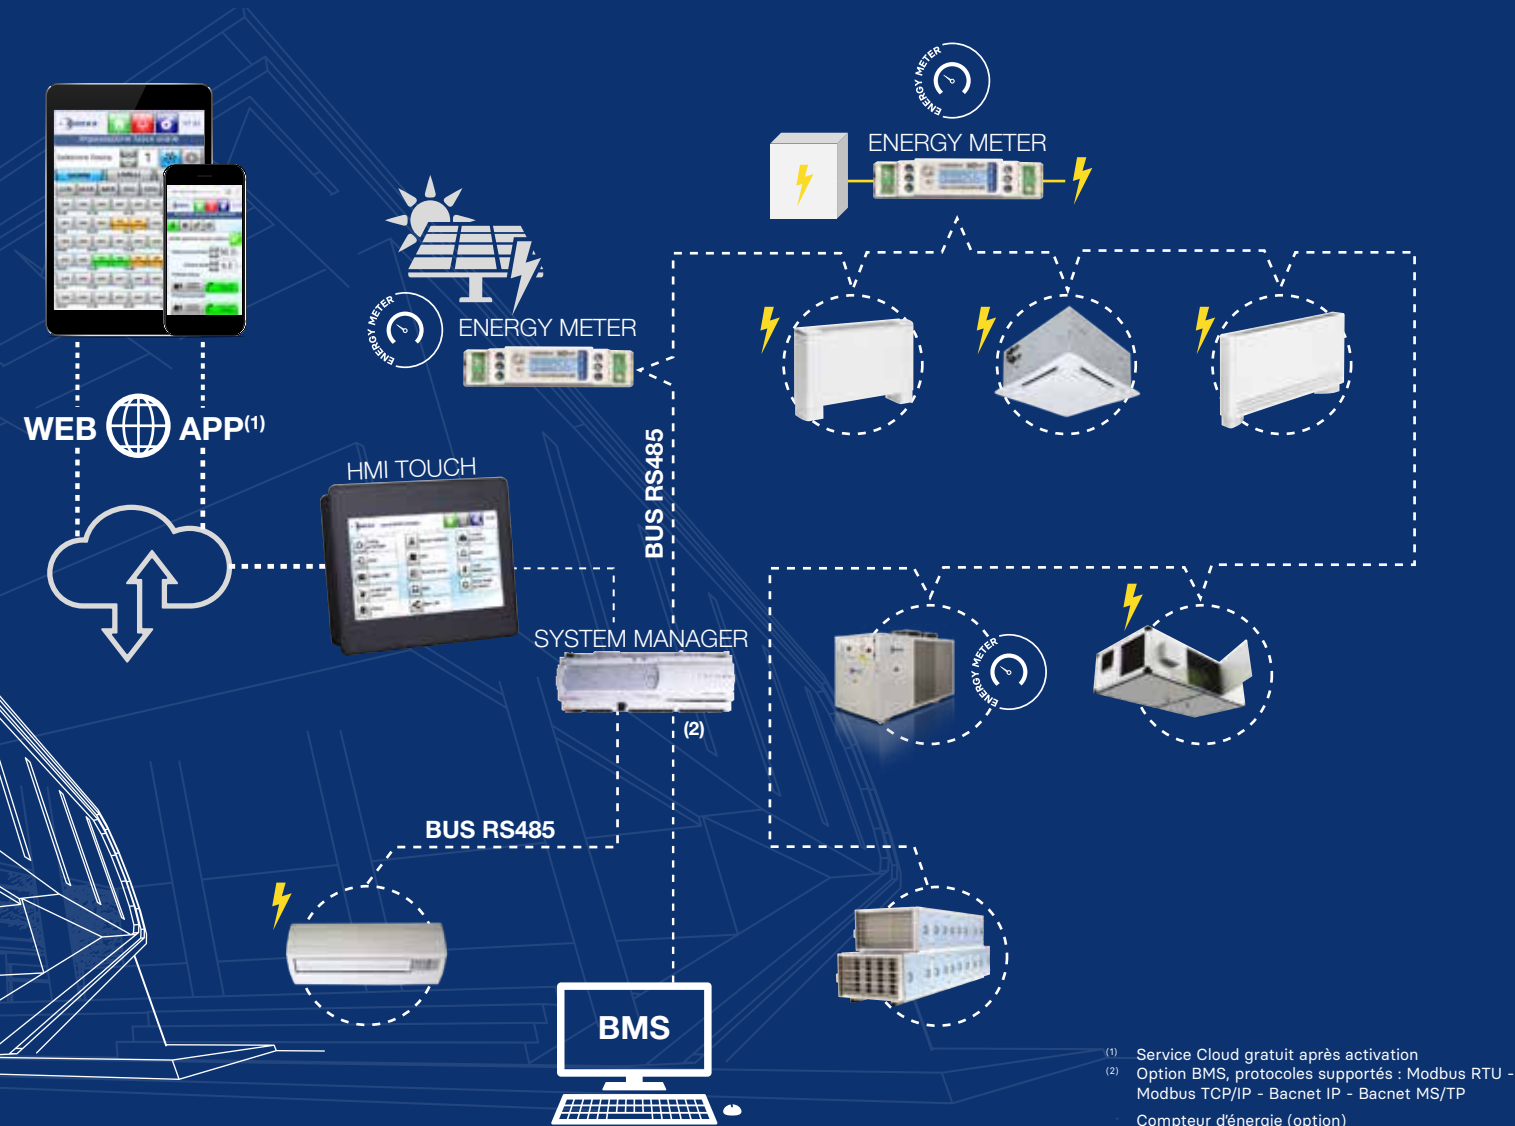 ENERGY METER
ENERGY METER
ENERGY METER
ENERGY METER
WEB APP(1)
HMI TOUCH
BUS RS485
SYSTEM MANAGER
(2)
ENERGY METER
BUS RS485
BMS
(1) Service Cloud gratuit après activation
(2) Option BMS, protocoles supportés : Modbus RTU -
Modbus TCP/IP - Bacnet IP - Bacnet MS/TP
Compteur d'énergie (option)